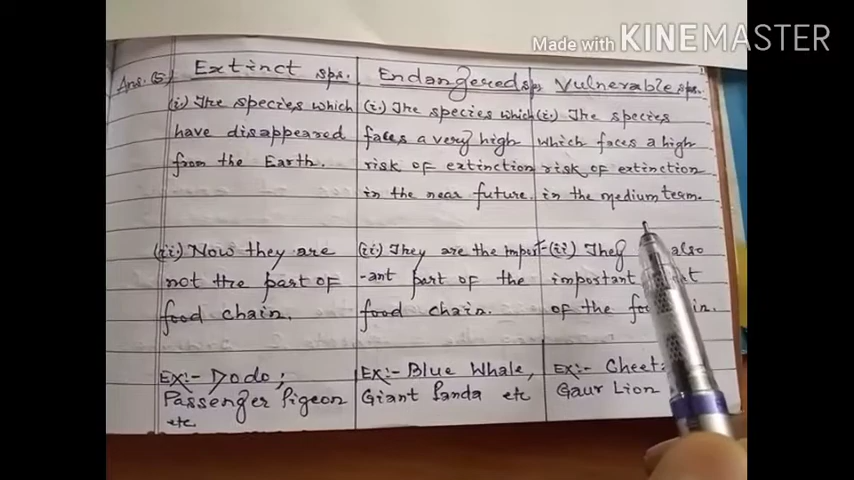 Made with KINEMASTER
Ans. (5)
Extinct sps.
(i) The species which
have disappeared
from the Earth.
(ii) Now they are
not the part of
food chain.
Ex:- Dodo;
Passenger Pigeon
etc
Endangered sps
(i.) The species which
faces a very high
risk of extinction
in the near future.
(ii.) They are the import-
-ant part of the
food chain.
Ex:- Blue Whale,
Giant Panda etc
Vulnerable sps.
(i.) The species
which faces a high
risk of extinction
in the medium term.
(ii) They also
important
of the in.
Ex:- Cheet
Gaur Lion